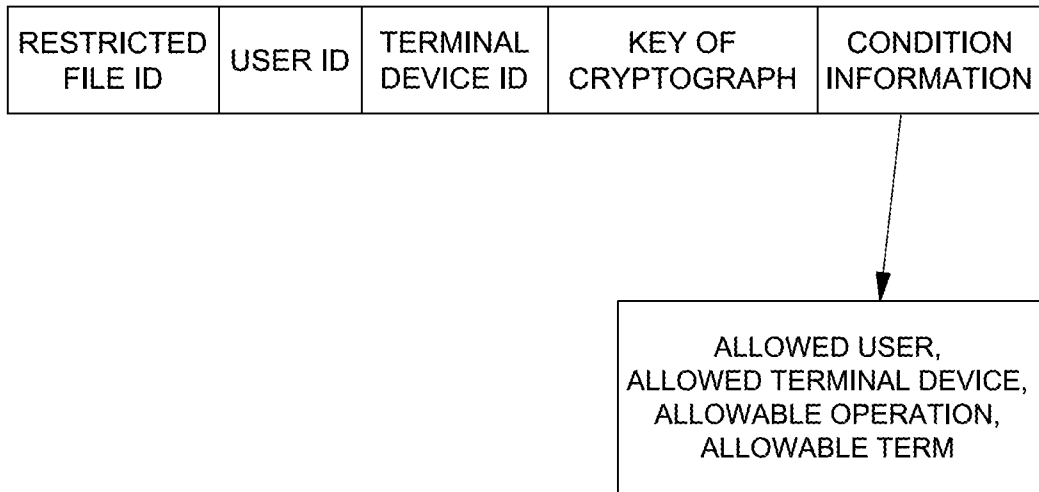 RESTRICTED
FILE ID
USER ID
TERMINAL
DEVICE ID
KEY OF
CRYPTOGRAPH
CONDITION
INFORMATION
ALLOWED USER,
ALLOWED TERMINAL DEVICE,
ALLOWABLE OPERATION,
ALLOWABLE TERM